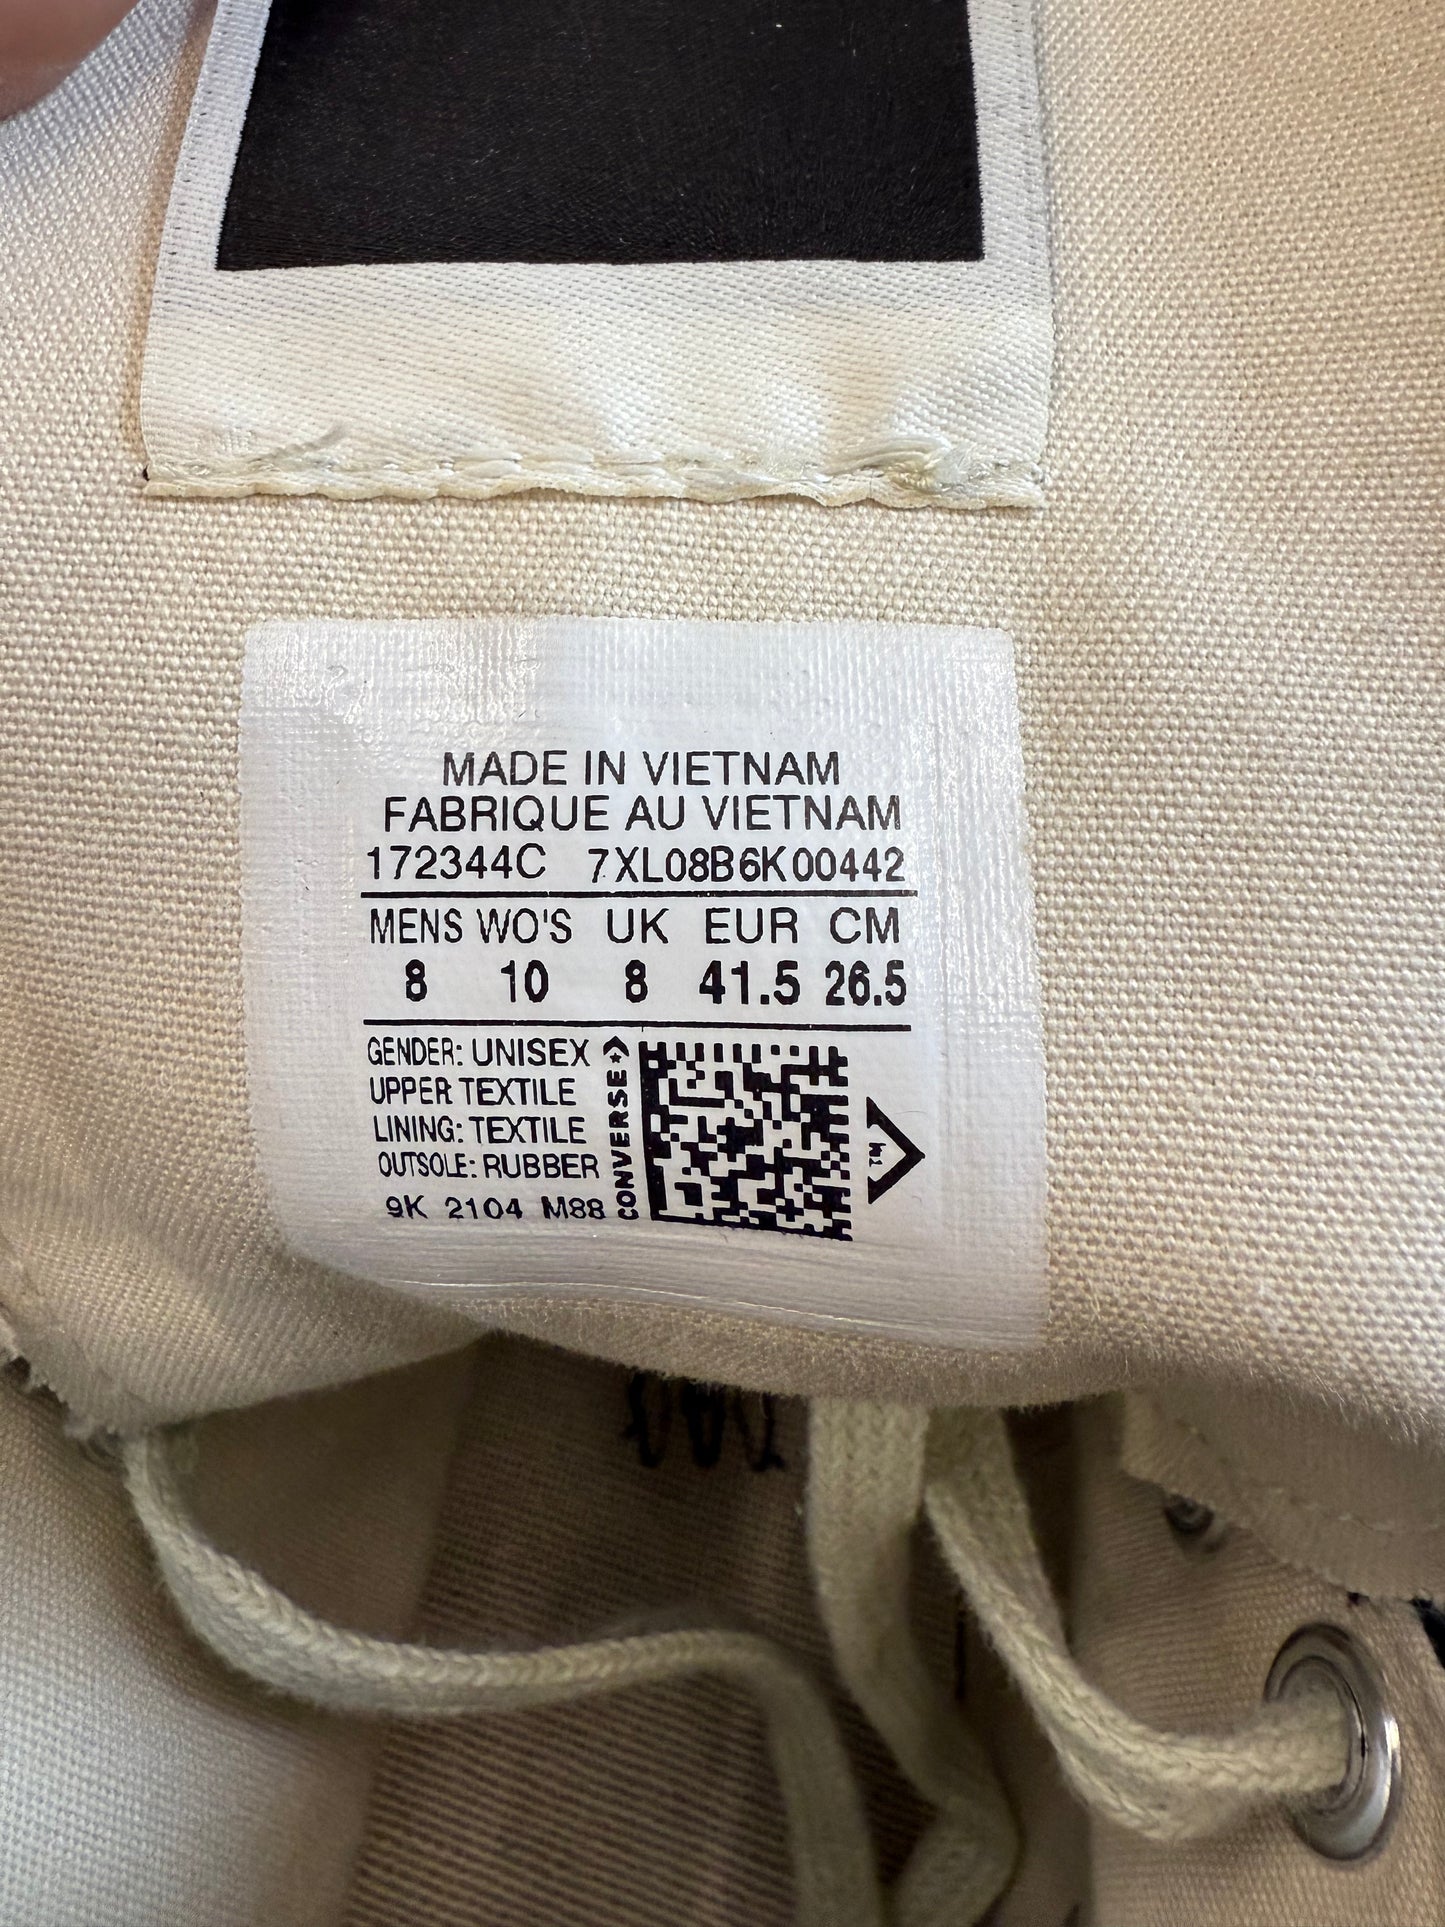 MADE IN VIETNAM
FABRIQUE AU VIETNAM
172344C 7XL08B6K00442
MENS WO'S UK EUR CM
8 10 8 41.5 26.5
GENDER: UNISEX
UPPER TEXTILE
LINING: TEXTILE
OUTSOLE: RUBBER
9K 2104 M88
CONVERSE